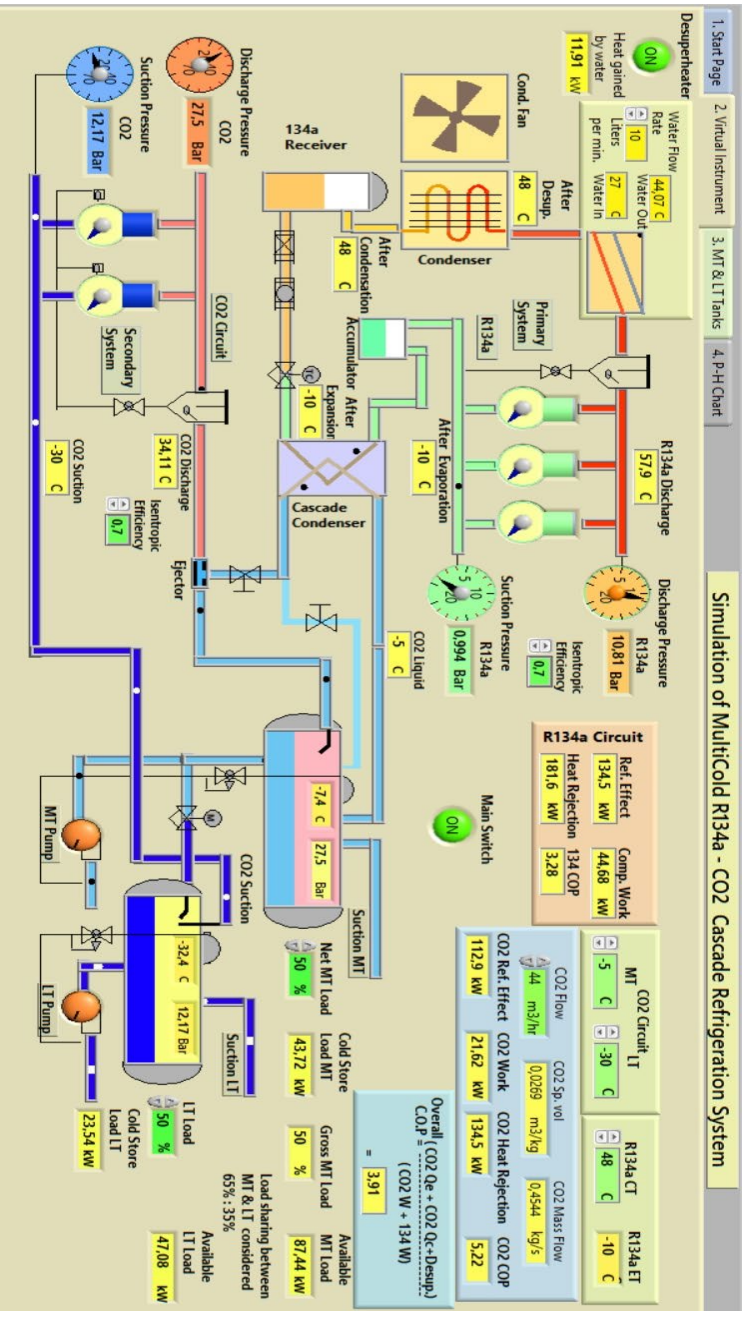 1. Start Page
2. Virtual Instrument
3. MT & LT Tanks
4. P-H Chart
Simulation of MultiCold R134a - CO2 Cascade Refrigeration System
Desuperheater
ON
Heat gained
by water
11,91 kW
Water Flow
Rate
10
Liters
per min.
44,07 C
Water Out
27 C
Water In
Primary
System
R134a Discharge
57,9 C
Discharge Pressure
R134a
5 10
20
10,81 Bar
Isentropic
Efficiency
0,7
Cond. Fan
After
Desup.
48 C
Condenser
R134a
After Evaporation
-10 C
Suction Pressure
R134a
5 10
20
0,994 Bar
134a
Receiver
After
Condensation
48 C
Accumulator
After
Expansion
-10 C
TC
Cascade
Condenser
CO2 Liquid
-5 C
Discharge Pressure
CO2
27,5 Bar
Suction Pressure
CO2
12,17 Bar
CO2 Circuit
Secondary
System
CO2 Discharge
34,11 C
CO2 Suction
-30 C
Isentropic
Efficiency
0,7
Ejector
R134a Circuit
Ref. Effect
134,5 kW
Comp. Work
44,68 kW
Heat Rejection
181,6 kW
134 COP
3,28
Main Switch
ON
CO2 Circuit
MT
-5 C
LT
-30 C
R134a CT
48 C
R134a ET
-10 C
CO2 Flow
44 m3/hr
CO2 Sp. vol
0,0269 m3/kg
CO2 Mass Flow
0,4544 kg/s
CO2 Ref. Effect
112,9 kW
CO2 Work
21,62 kW
CO2 Heat Rejection
134,5 kW
CO2 COP
5,22
Overall ( CO2 Qe + CO2 Qc+Desup.)
C.O.P =
(CO2 W + 134 W)
= 3,91
-7,4 C
27,5 Bar
Suction MT
Net MT Load
50 %
Cold Store
Load MT
43,72 kW
Gross MT Load
50 %
Available
MT Load
87,44 kW
MT Pump
M
CO2 Suction
-32,4 C
12,17 Bar
Suction LT
LT Pump
LT Load
50 %
Cold Store
Load LT
23,54 kW
Load sharing between
MT & LT considered
65% : 35%
Available
LT Load
47,08 kW